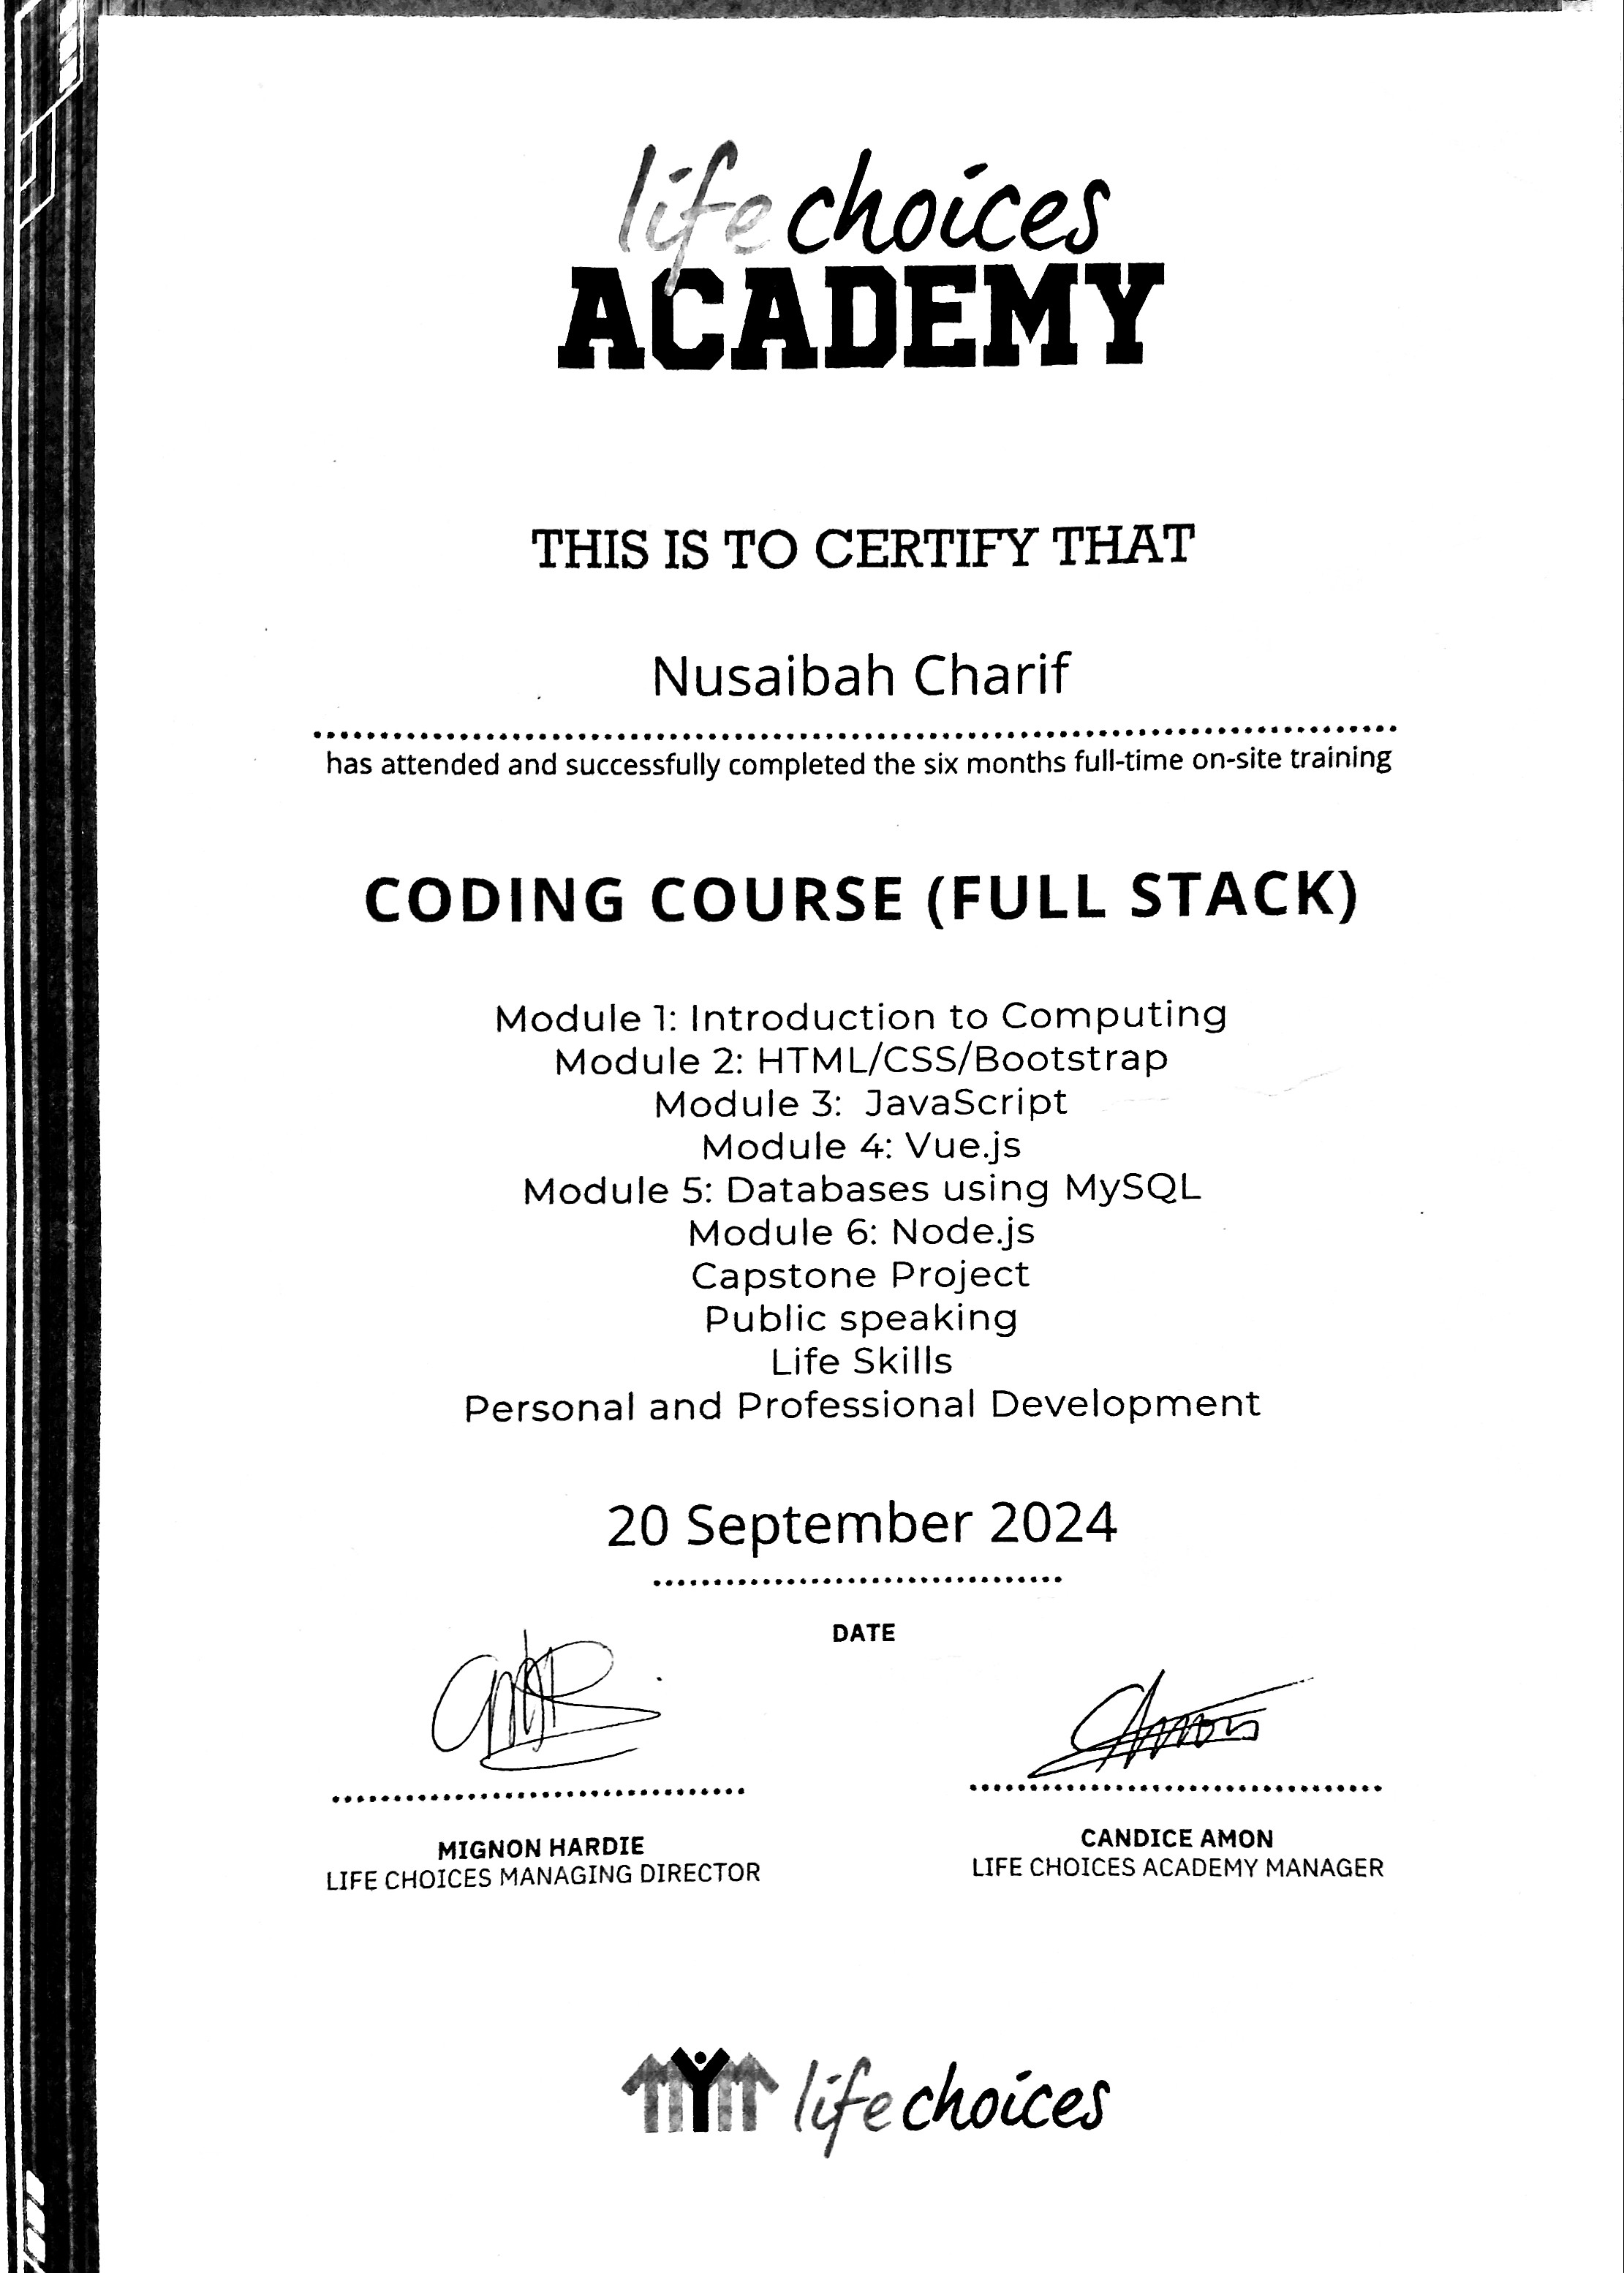 life choices
ACADEMY
THIS IS TO CERTIFY THAT
Nusaibah Charif
has attended and successfully completed the six months full-time on-site training
CODING COURSE (FULL STACK)
Module 1: Introduction to Computing
Module 2: HTML/CSS/Bootstrap
Module 3: JavaScript
Module 4: Vue.js
Module 5: Databases using MySQL
Module 6: Node.js
Capstone Project
Public speaking
Life Skills
Personal and Professional Development
20 September 2024
DATE
MIGNON HARDIE
LIFE CHOICES MANAGING DIRECTOR
CANDICE AMON
LIFE CHOICES ACADEMY MANAGER
life choices